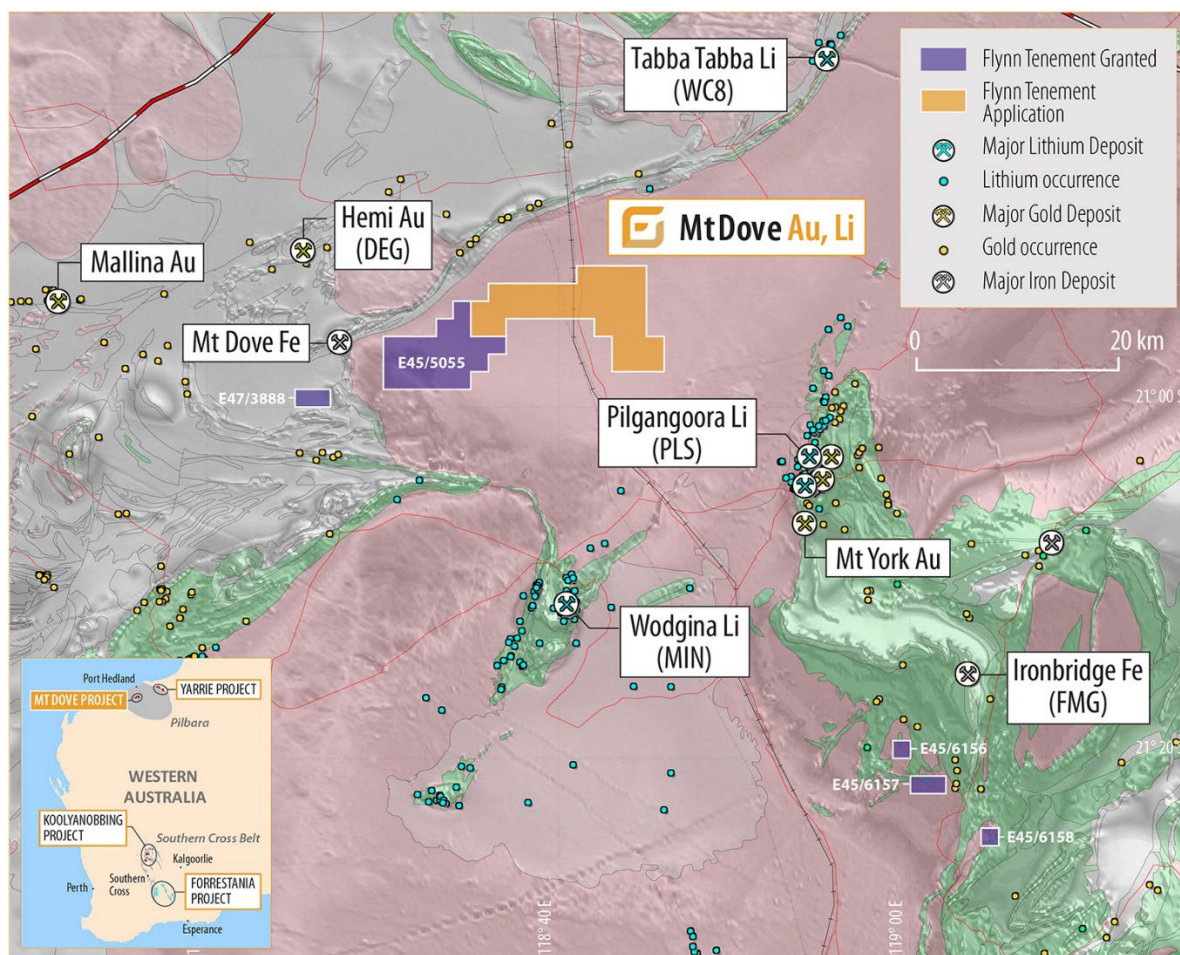 Tabba Tabba Li
(WC8)
Flynn Tenement Granted
Flynn Tenement
Application
Major Lithium Deposit
Lithium occurrence
Major Gold Deposit
Gold occurrence
Major Iron Deposit
0
20 km
Mt Dove Au, Li
Hemi Au
(DEG)
Mallina Au
Mt Dove Fe
E45/5055
E47/3888
21° 00 S
Pilgangoora Li
(PLS)
Mt York Au
Wodgina Li
(MIN)
Ironbridge Fe
(FMG)
E45/6156
21° 20 S
E45/6157
E45/6158
118° 40 E
119° 00 E
Port Hedland
YARRIE PROJECT
MT DOVE PROJECT
Pilbara
WESTERN
AUSTRALIA
KOOLYANOBBING
PROJECT
Southern Cross Belt
Kalgoorlie
Southern
Cross
Perth
FORRESTANIA
PROJECT
Esperance